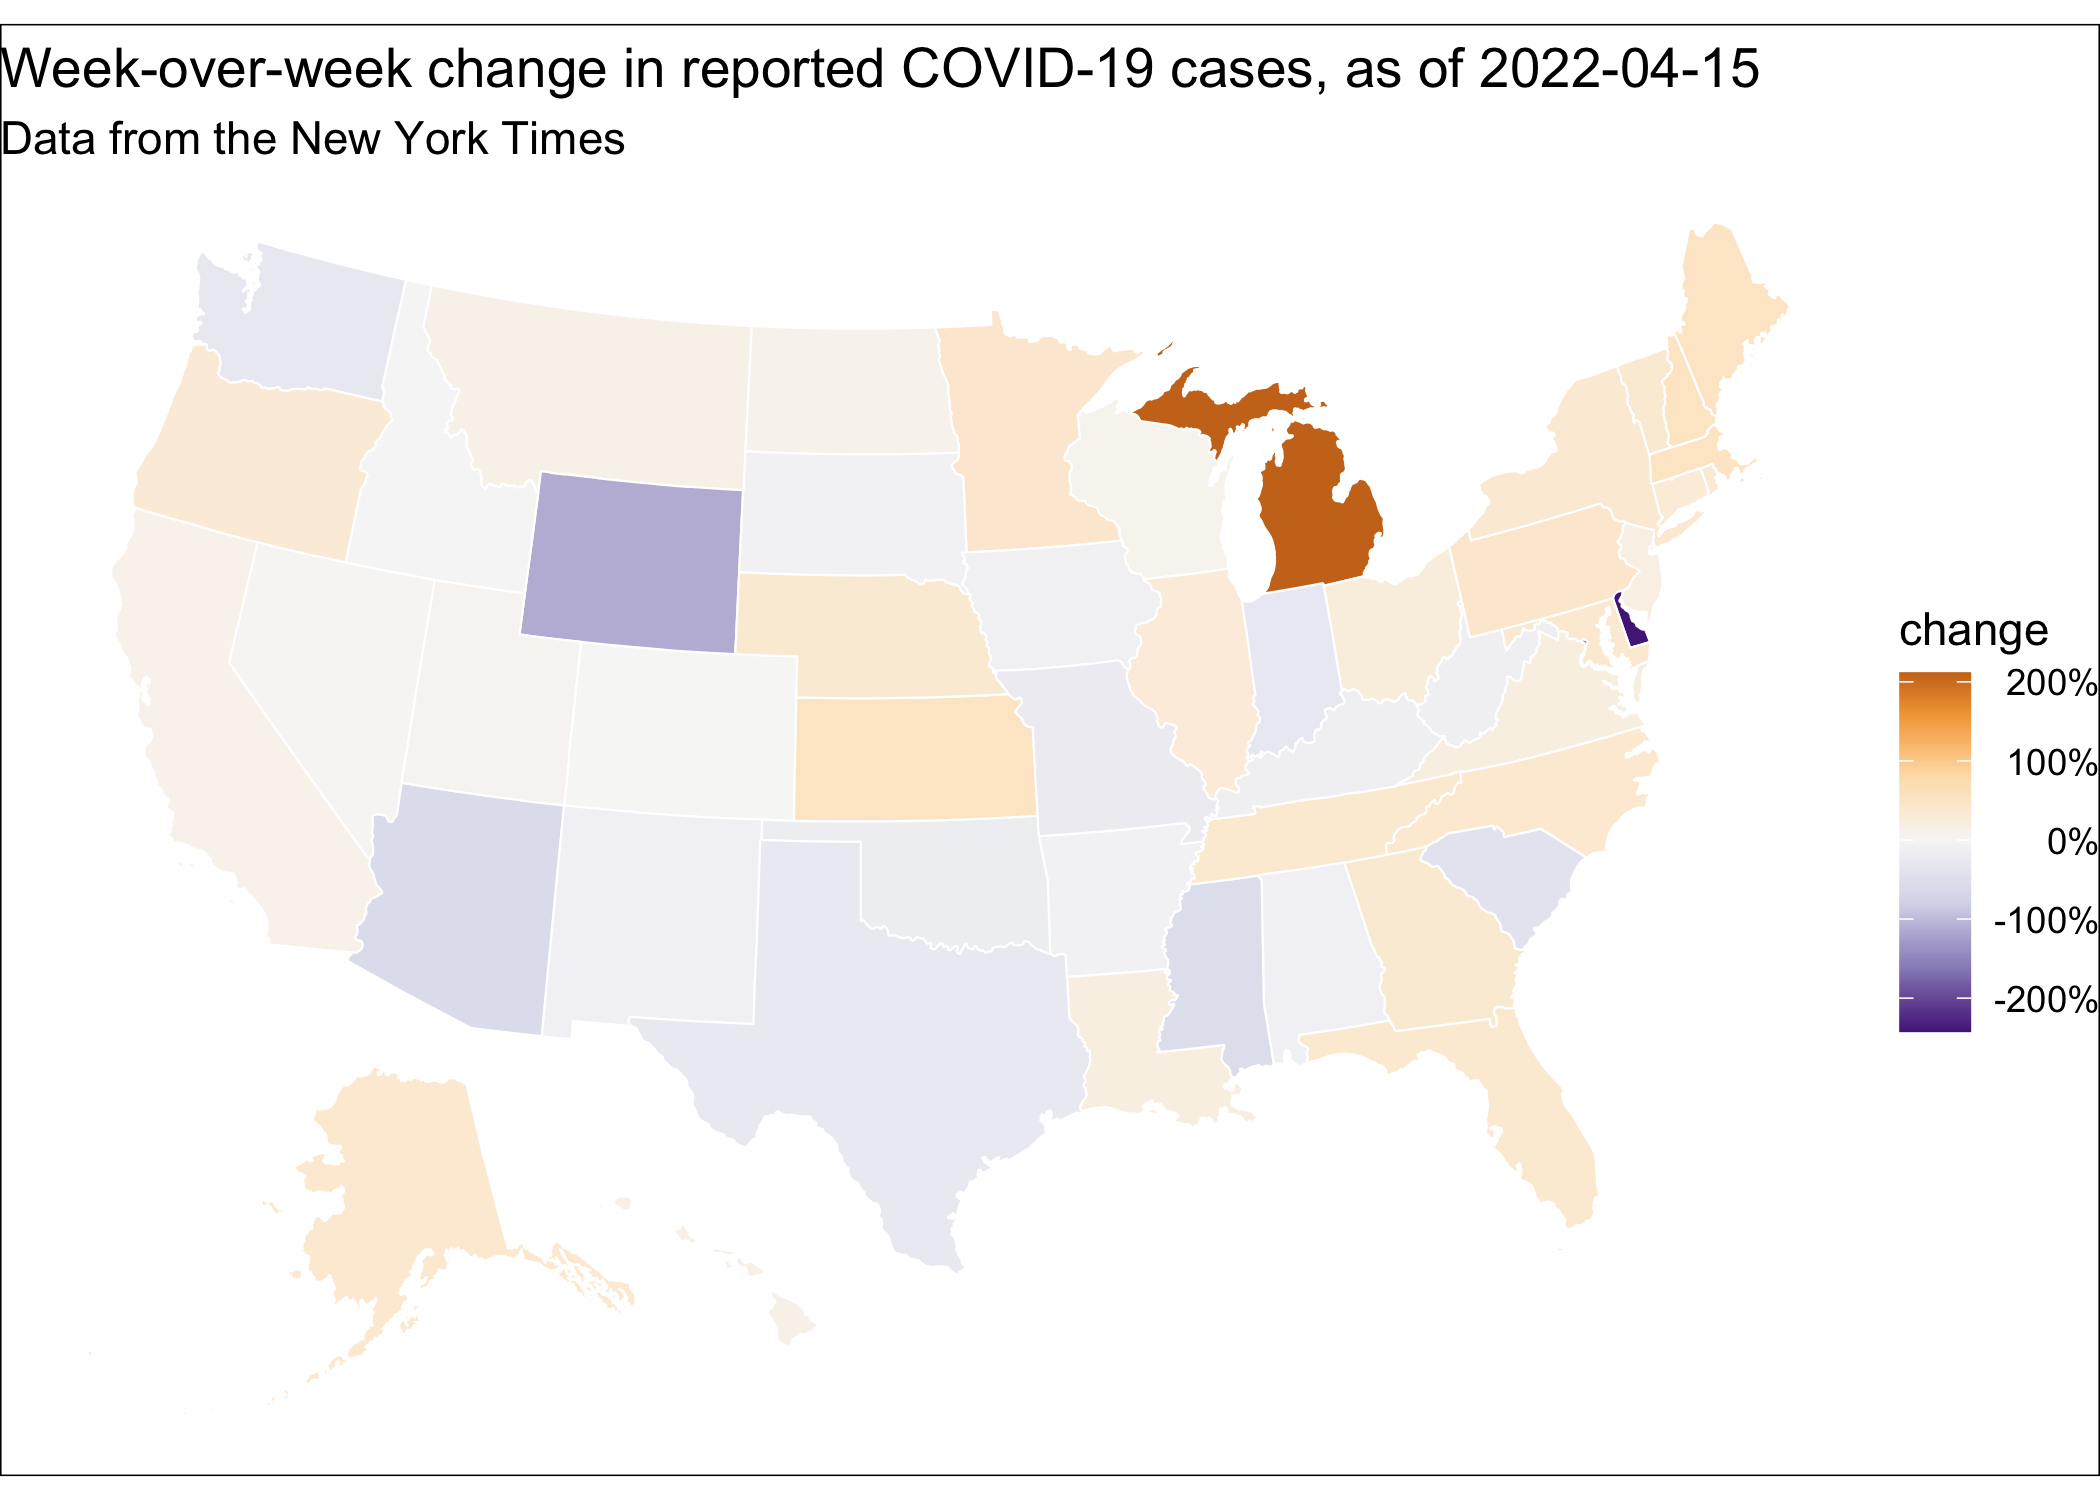 Week-over-week change in reported COVID-19 cases, as of 2022-04-15
Data from the New York Times
change
200%
100%
0%
-100%
-200%